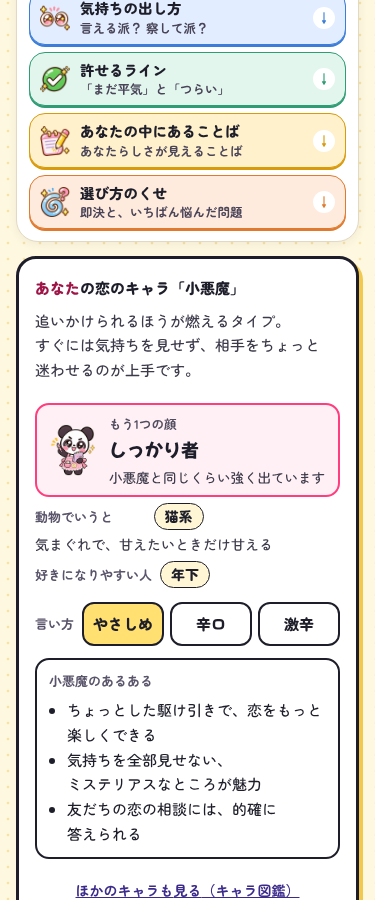 気持ちの出し方
言える派？ 察して派？
↓
許せるライン
「まだ平気」と「つらい」
↓
あなたの中にあることば
あなたらしさが見えることば
↓
選び方のくせ
即決と、いちばん悩んだ問題
↓
あなたの恋のキャラ「小悪魔」
追いかけられるほうが燃えるタイプ。
すぐには気持ちを見せず、相手をちょっと
迷わせるのが上手です。
もう1つの顔
しっかり者
小悪魔と同じくらい強く出ています
動物でいうと 猫系
気まぐれで、甘えたいときだけ甘える
好きになりやすい人 年下
言い方 やさしめ 辛口 激辛
小悪魔のあるある
• ちょっとした駆け引きで、恋をもっと
楽しくできる
• 気持ちを全部見せない、
ミステリアスなところが魅力
• 友だちの恋の相談には、的確に
答えられる
ほかのキャラも見る（キャラ図鑑）